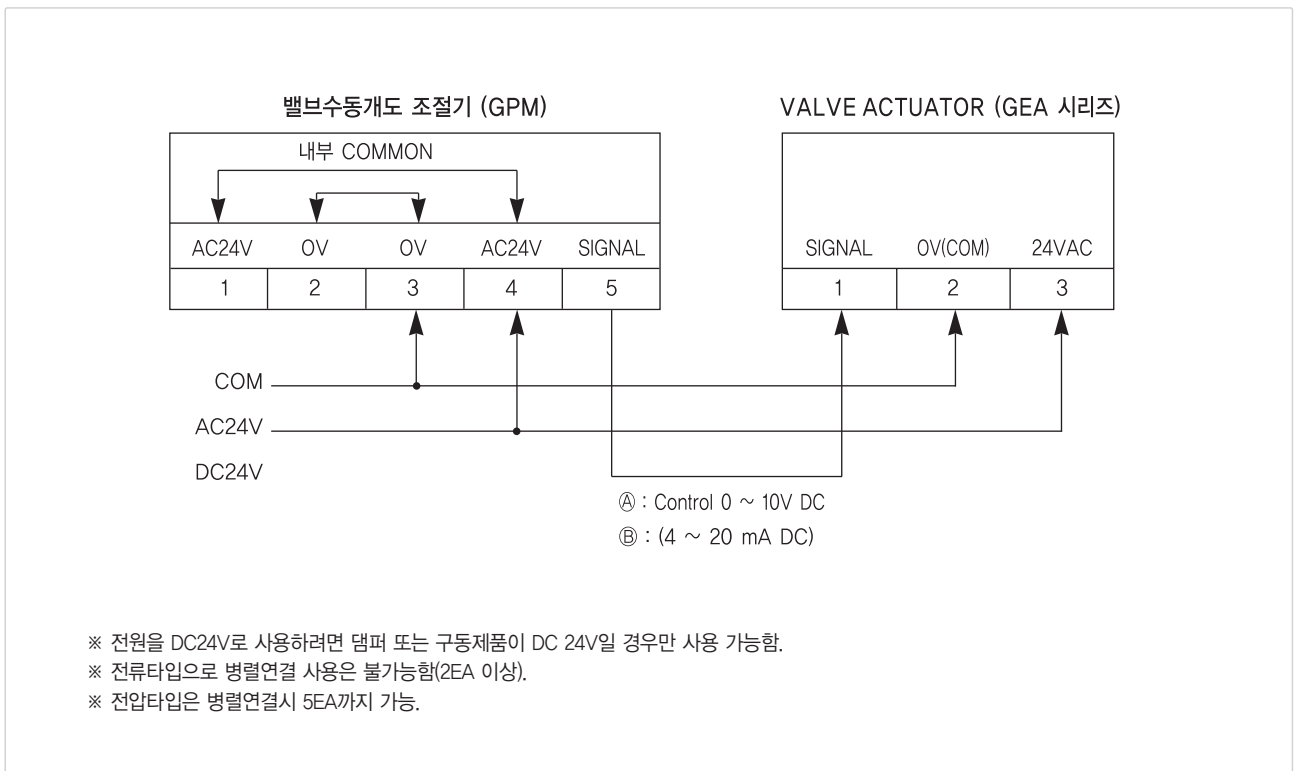 밸브수동개도 조절기 (GPM)
VALVE ACTUATOR (GEA 시리즈)
내부 COMMON
AC24V 0V 0V AC24V SIGNAL
1 2 3 4 5
SIGNAL 0V(COM) 24VAC
1 2 3
COM
AC24V
DC24V
Ⓐ : Control 0 ~ 10V DC
Ⓑ : (4 ~ 20 mA DC)
※ 전원을 DC24V로 사용하려면 댐퍼 또는 구동제품이 DC 24V일 경우만 사용 가능함.
※ 전류타입으로 병렬연결 사용은 불가능함(2EA 이상).
※ 전압타입은 병렬연결시 5EA까지 가능.